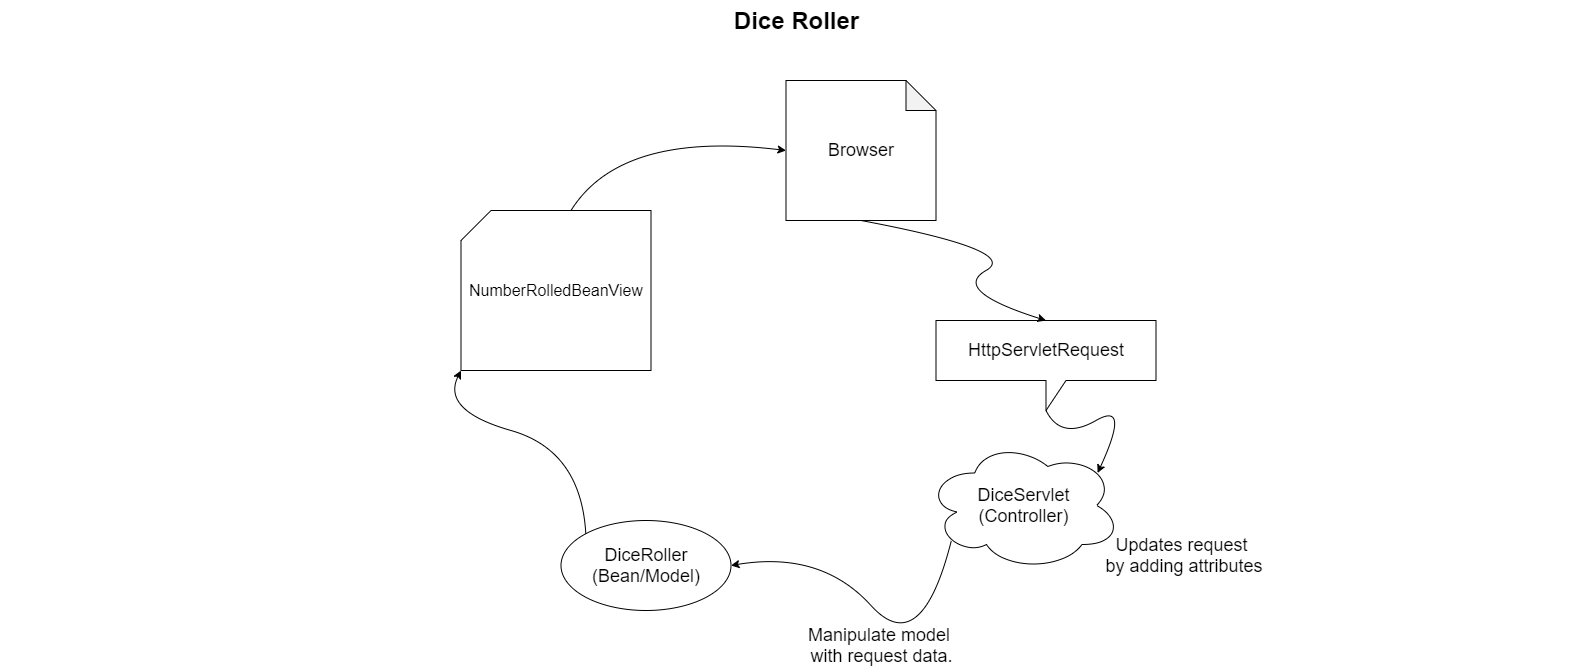 Dice Roller
Browser
NumberRolledBeanView
HttpServletRequest
DiceServlet
(Controller)
Updates request
by adding attributes
DiceRoller
(Bean/Model)
Manipulate model
with request data.